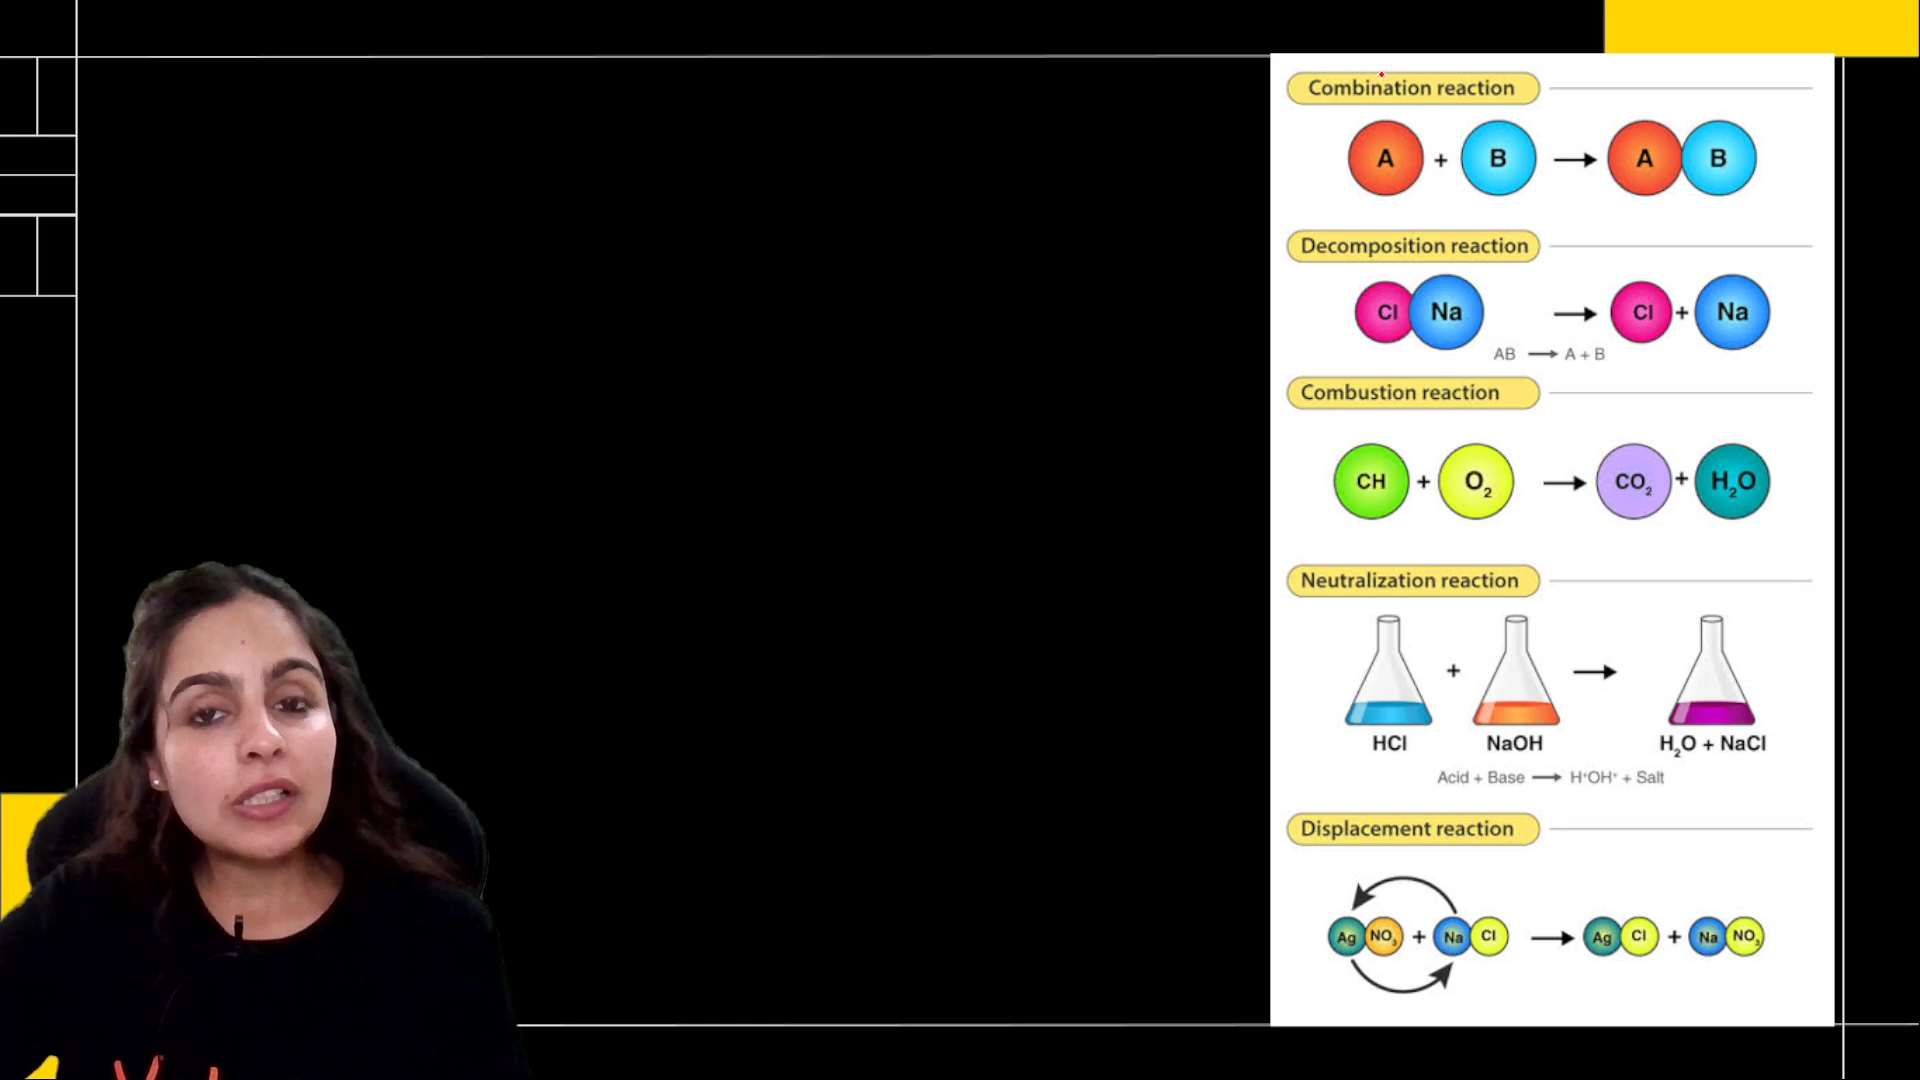 Combination reaction
A + B → A B
Decomposition reaction
Cl Na → Cl + Na
AB → A + B
Combustion reaction
CH + O₂ → CO₂ + H₂O
Neutralization reaction
+ →
HCl NaOH H₂O + NaCl
Acid + Base → H⁺OH⁺ + Salt
Displacement reaction
Ag NO₃ + Na Cl → Ag Cl + Na NO₃